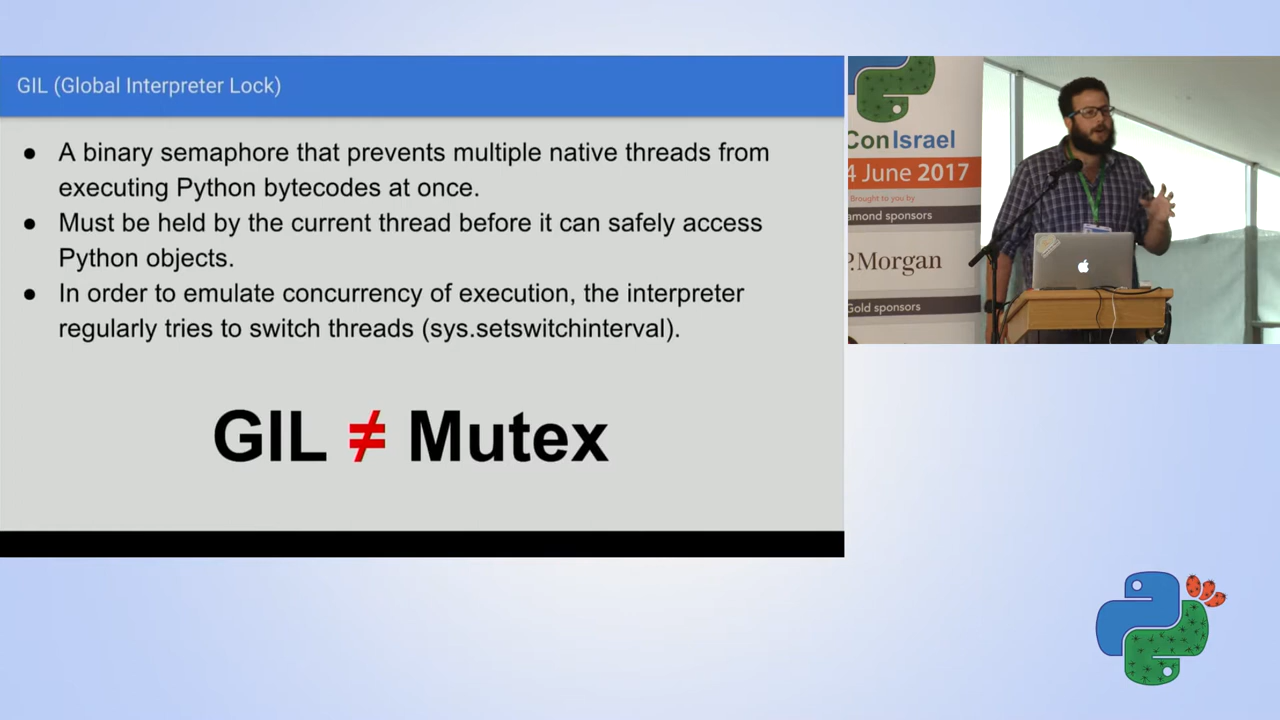 GIL (Global Interpreter Lock)
● A binary semaphore that prevents multiple native threads from
executing Python bytecodes at once.
● Must be held by the current thread before it can safely access
Python objects.
● In order to emulate concurrency of execution, the interpreter
regularly tries to switch threads (sys.setswitchinterval).
GIL ≠ Mutex
Con Israel
4 June 2017
Brought to you by
amond sponsors
P.Morgan
Gold sponsors